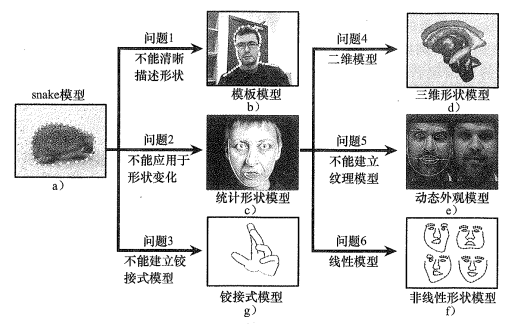 snake模型
a)
问题1
不能清晰
描述形状
模板模型
b)
问题2
不能应用于
形状变化
统计形状模型
c)
问题3
不能建立铰
接式模型
铰接式模型
g)
问题4
二维模型
三维形状模型
d)
问题5
不能建立
纹理模型
动态外观模型
e)
问题6
线性模型
非线性形状模型
f)